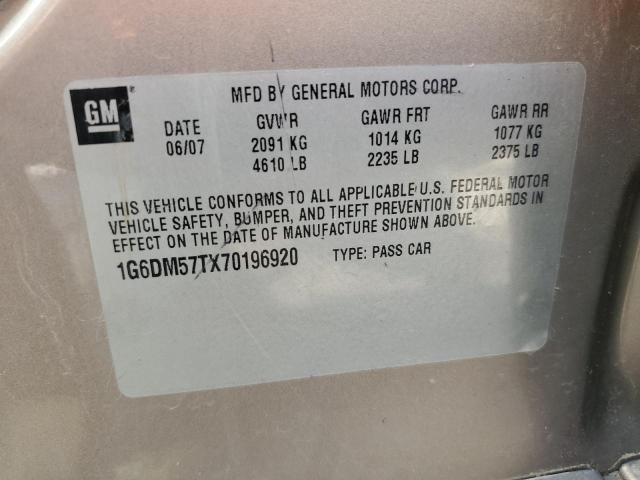 GM
MFD BY GENERAL MOTORS CORP.
DATE GVWR GAWR FRT GAWR RR
06/07 2091 KG 1014 KG 1077 KG
4610 LB 2235 LB 2375 LB
THIS VEHICLE CONFORMS TO ALL APPLICABLE U.S. FEDERAL MOTOR
VEHICLE SAFETY, BUMPER, AND THEFT PREVENTION STANDARDS IN
EFFECT ON THE DATE OF MANUFACTURE SHOWN ABOVE.
1G6DM57TX70196920 TYPE: PASS CAR